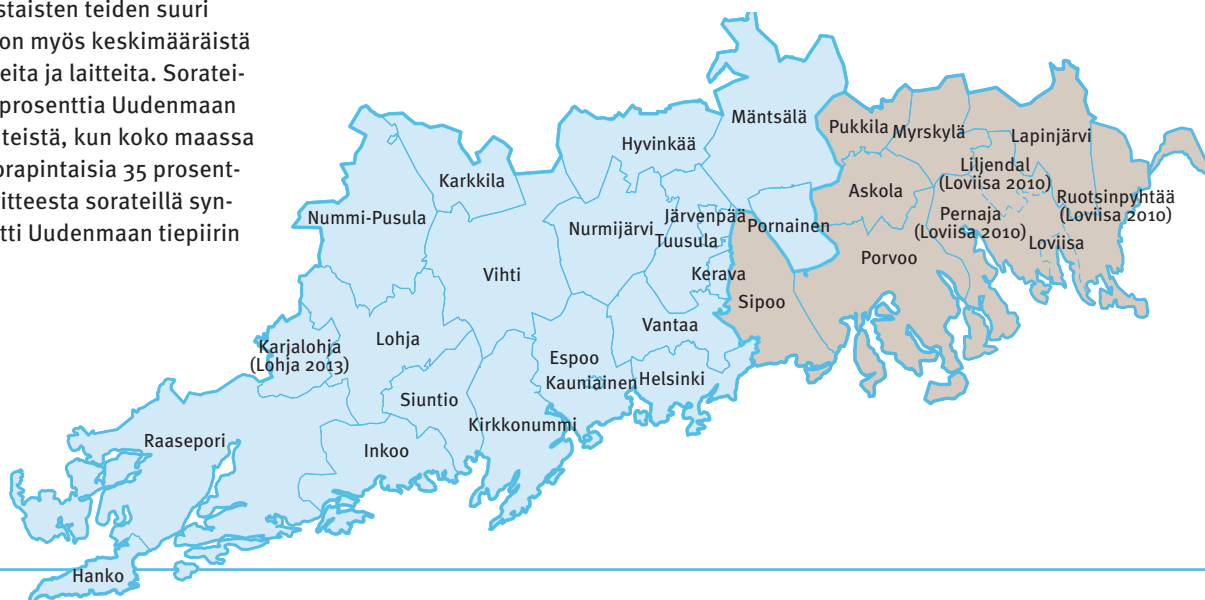 staisten teiden suuri
on myös keskimääräistä
eita ja laitteita. Soratei-
prosenttia Uudenmaan
teistä, kun koko maassa
orapintaisia 35 prosent-
itteesta sorateillä syn-
tti Uudenmaan tiepiirin
Mäntsälä
Pukkila
Myrskylä
Lapinjärvi
Hyvinkää
Liljendal
(Loviisa 2010)
Karkkila
Askola
Ruotsinpyhtää
(Loviisa 2010)
Nummi-Pusula
Järvenpää
Pornainen
Pernaja
(Loviisa 2010)
Nurmijärvi
Tuusula
Loviisa
Porvoo
Vihti
Kerava
Sipoo
Vantaa
Lohja
Karjalohja
(Lohja 2013)
Espoo
Kauniainen
Helsinki
Siuntio
Kirkkonummi
Raasepori
Inkoo
Hanko